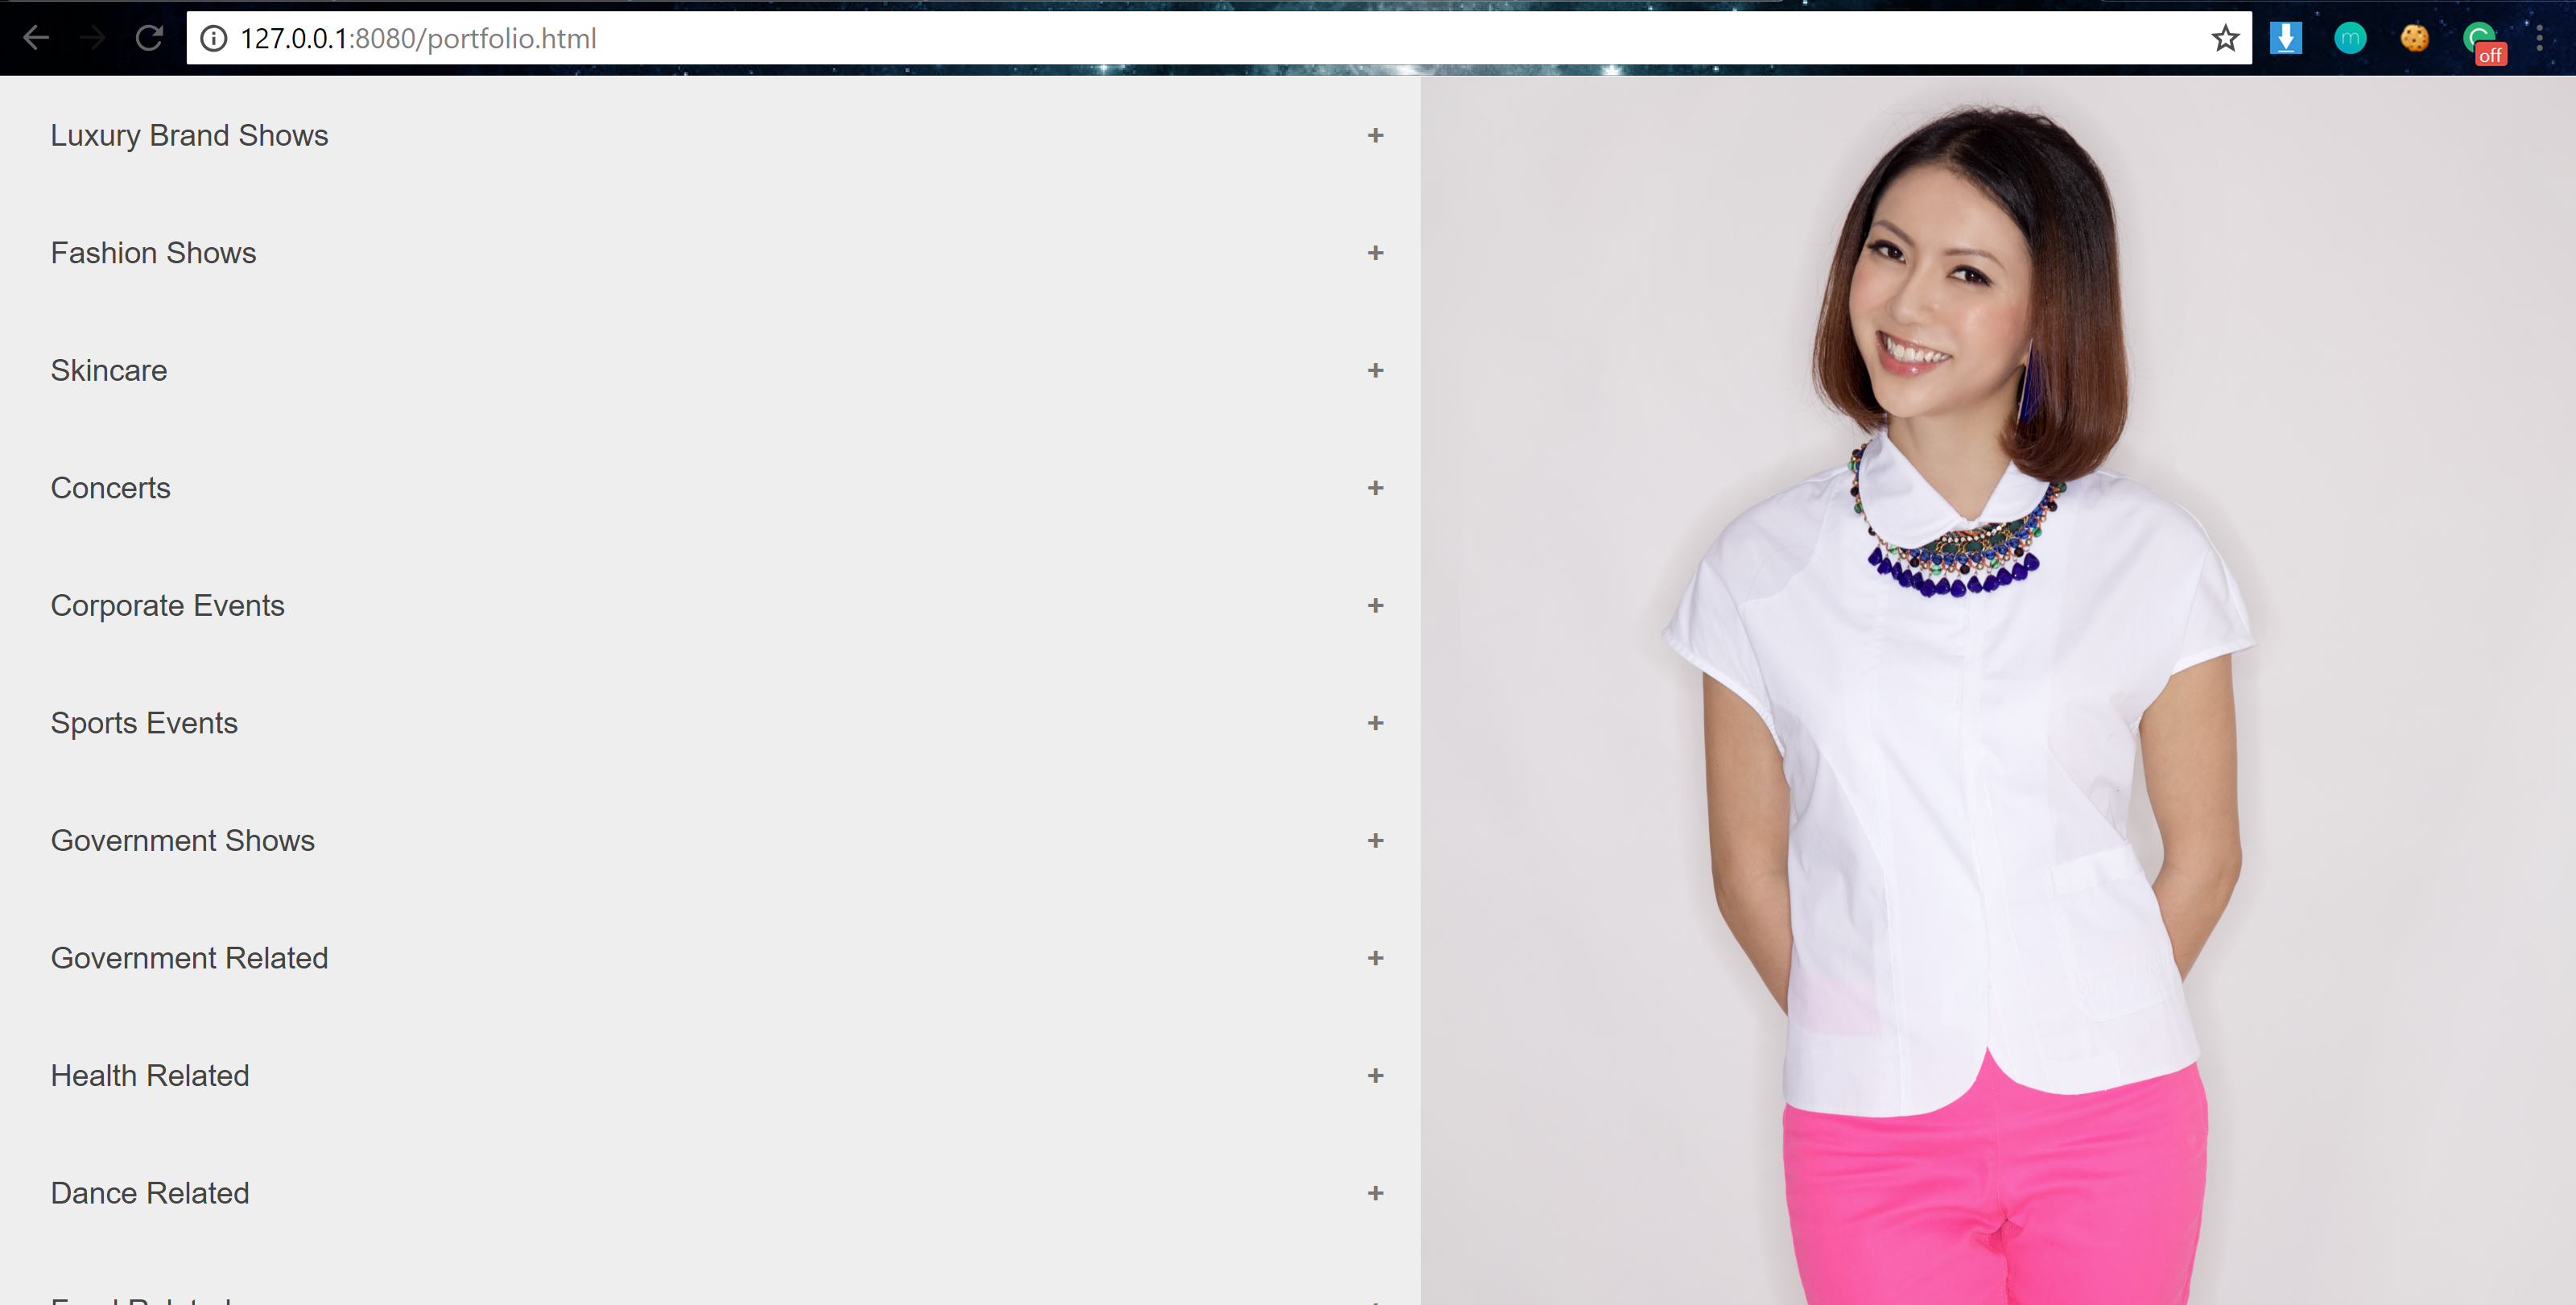 127.0.0.1:8080/portfolio.html
m
off
Luxury Brand Shows +
Fashion Shows +
Skincare +
Concerts +
Corporate Events +
Sports Events +
Government Shows +
Government Related +
Health Related +
Dance Related +